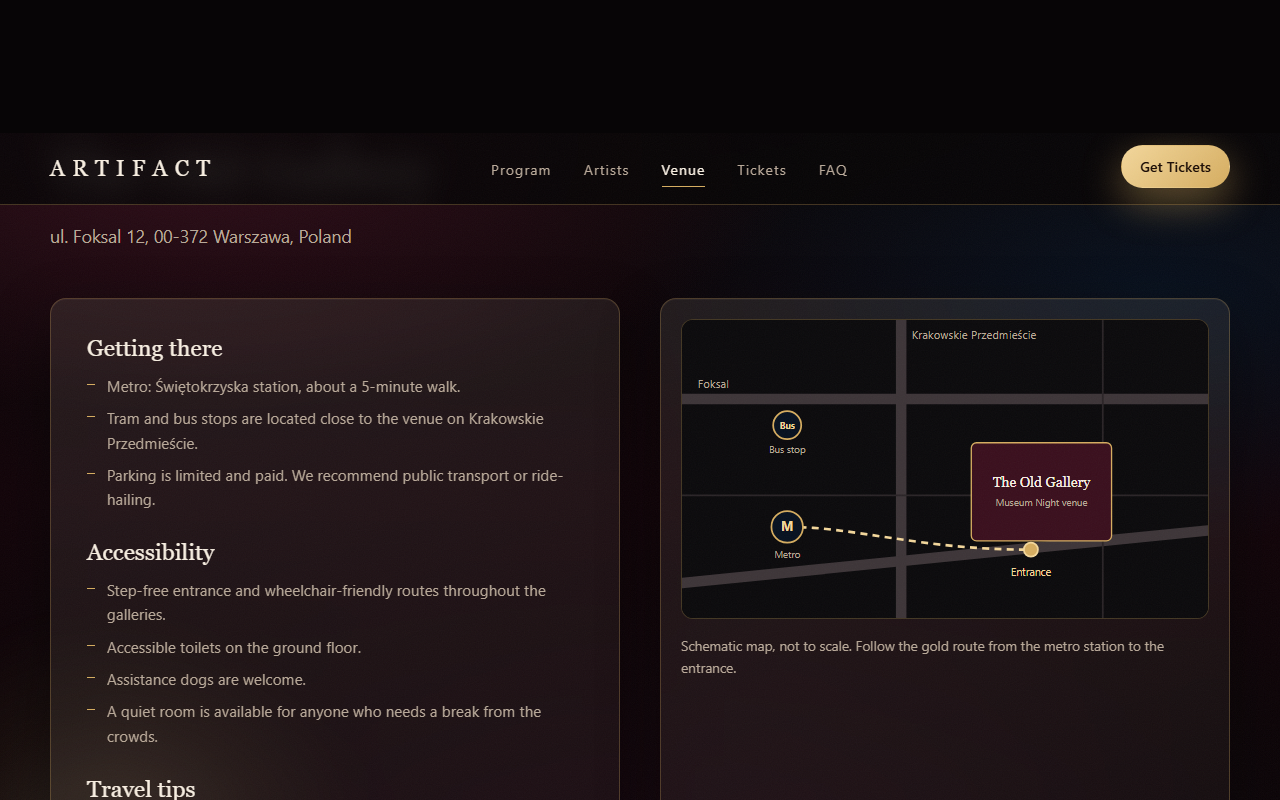 ARTIFACT
Program
Artists
Venue
Tickets
FAQ
Get Tickets
ul. Foksal 12, 00-372 Warszawa, Poland
Getting there
Metro: Świętokrzyska station, about a 5-minute walk.
Tram and bus stops are located close to the venue on Krakowskie
Przedmieście.
Parking is limited and paid. We recommend public transport or ride-
hailing.
Accessibility
Step-free entrance and wheelchair-friendly routes throughout the
galleries.
Accessible toilets on the ground floor.
Assistance dogs are welcome.
A quiet room is available for anyone who needs a break from the
crowds.
Travel tips
Krakowskie Przedmieście
Foksal
Bus
Bus stop
The Old Gallery
Museum Night venue
M
Metro
Entrance
Schematic map, not to scale. Follow the gold route from the metro station to the
entrance.